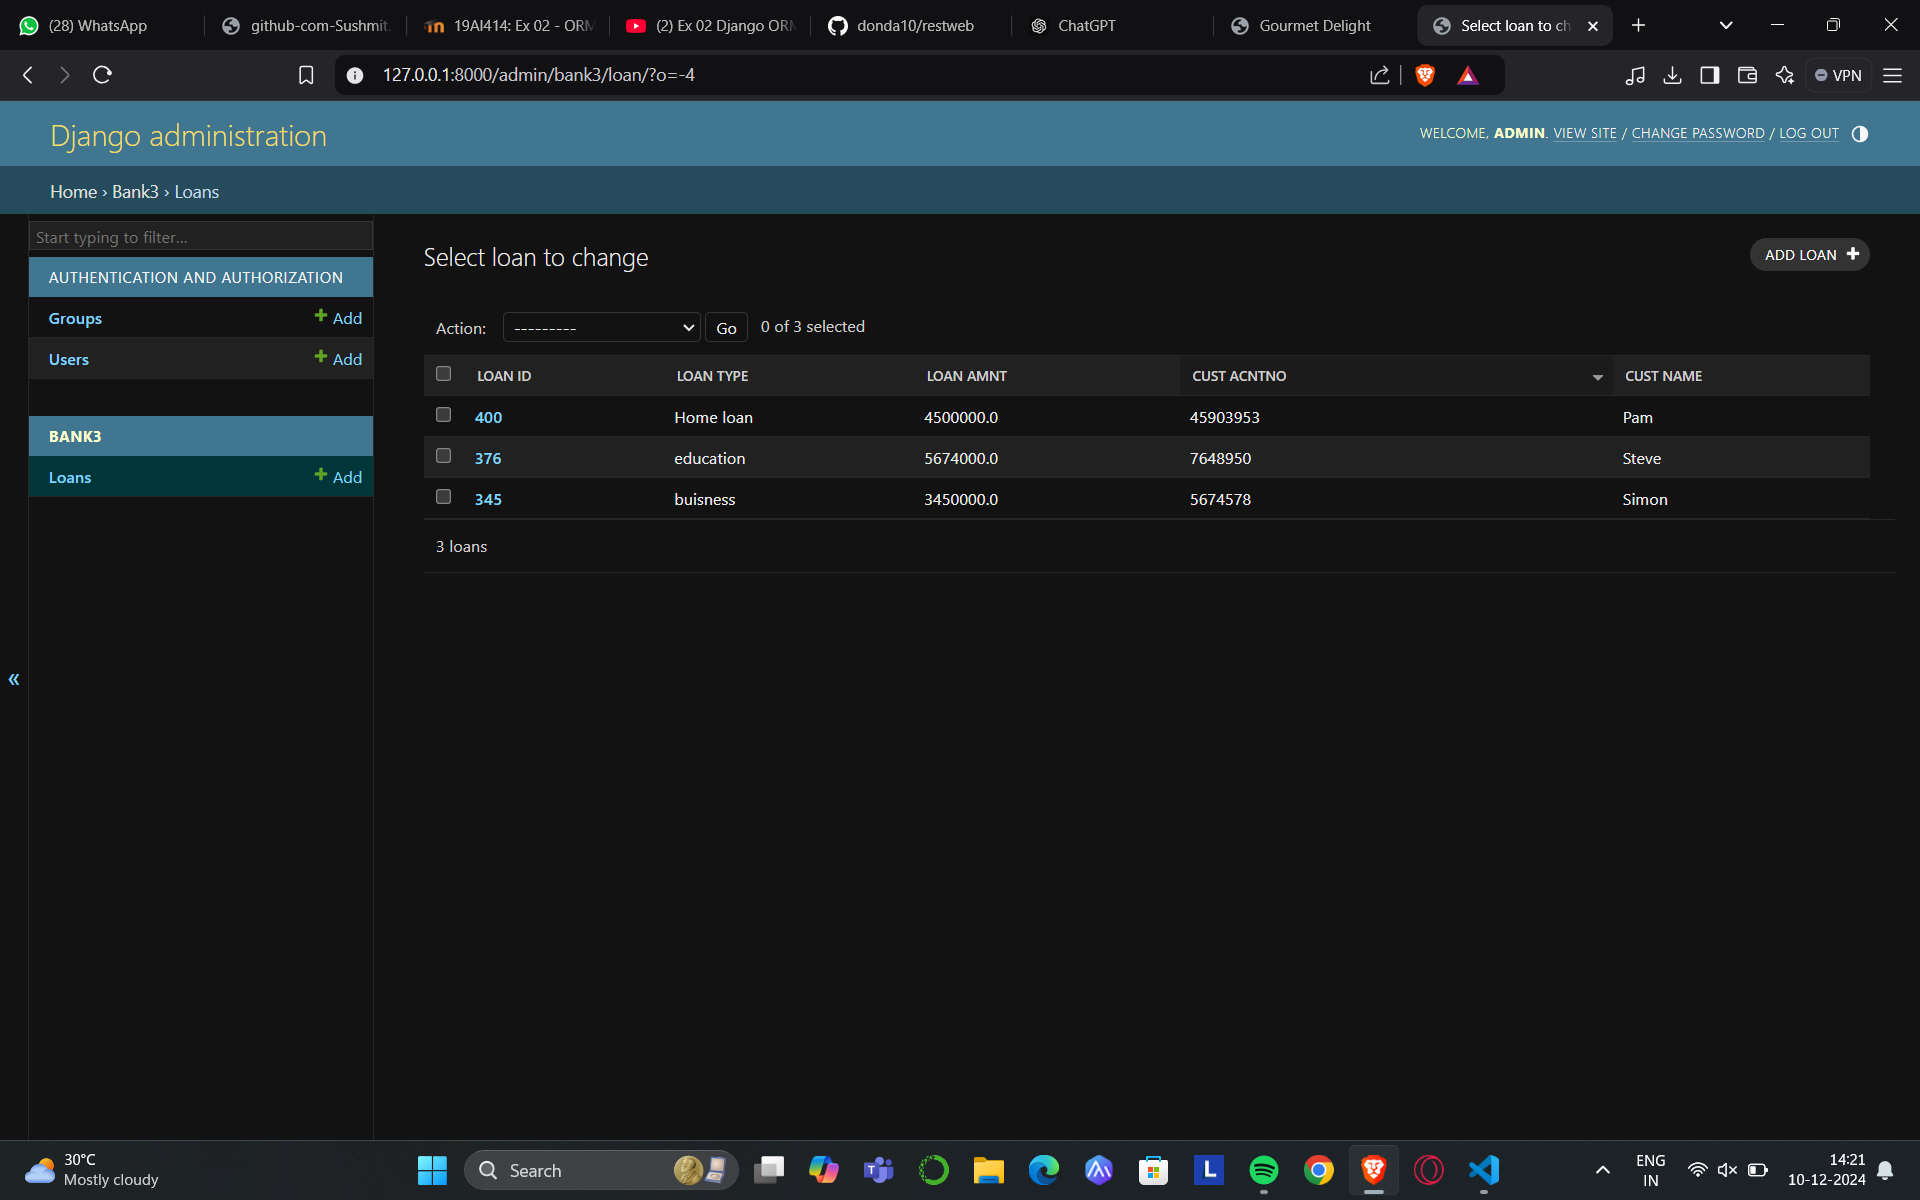 (28) WhatsApp
github-com-Sushmit
19AI414: Ex 02 - ORM
(2) Ex 02 Django ORM
donda10/restweb
ChatGPT
Gourmet Delight
Select loan to ch
127.0.0.1:8000/admin/bank3/loan/?o=-4
VPN
Django administration
WELCOME, ADMIN. VIEW SITE / CHANGE PASSWORD / LOG OUT
Home › Bank3 › Loans
Start typing to filter...
AUTHENTICATION AND AUTHORIZATION
Groups Add
Users Add
BANK3
Loans Add
Select loan to change
ADD LOAN
Action: --------- Go 0 of 3 selected
LOAN ID LOAN TYPE LOAN AMNT CUST ACNTNO CUST NAME
400 Home loan 4500000.0 45903953 Pam
376 education 5674000.0 7648950 Steve
345 buisness 3450000.0 5674578 Simon
3 loans
«
30°C
Mostly cloudy
Search
L
ENG
IN
14:21
10-12-2024